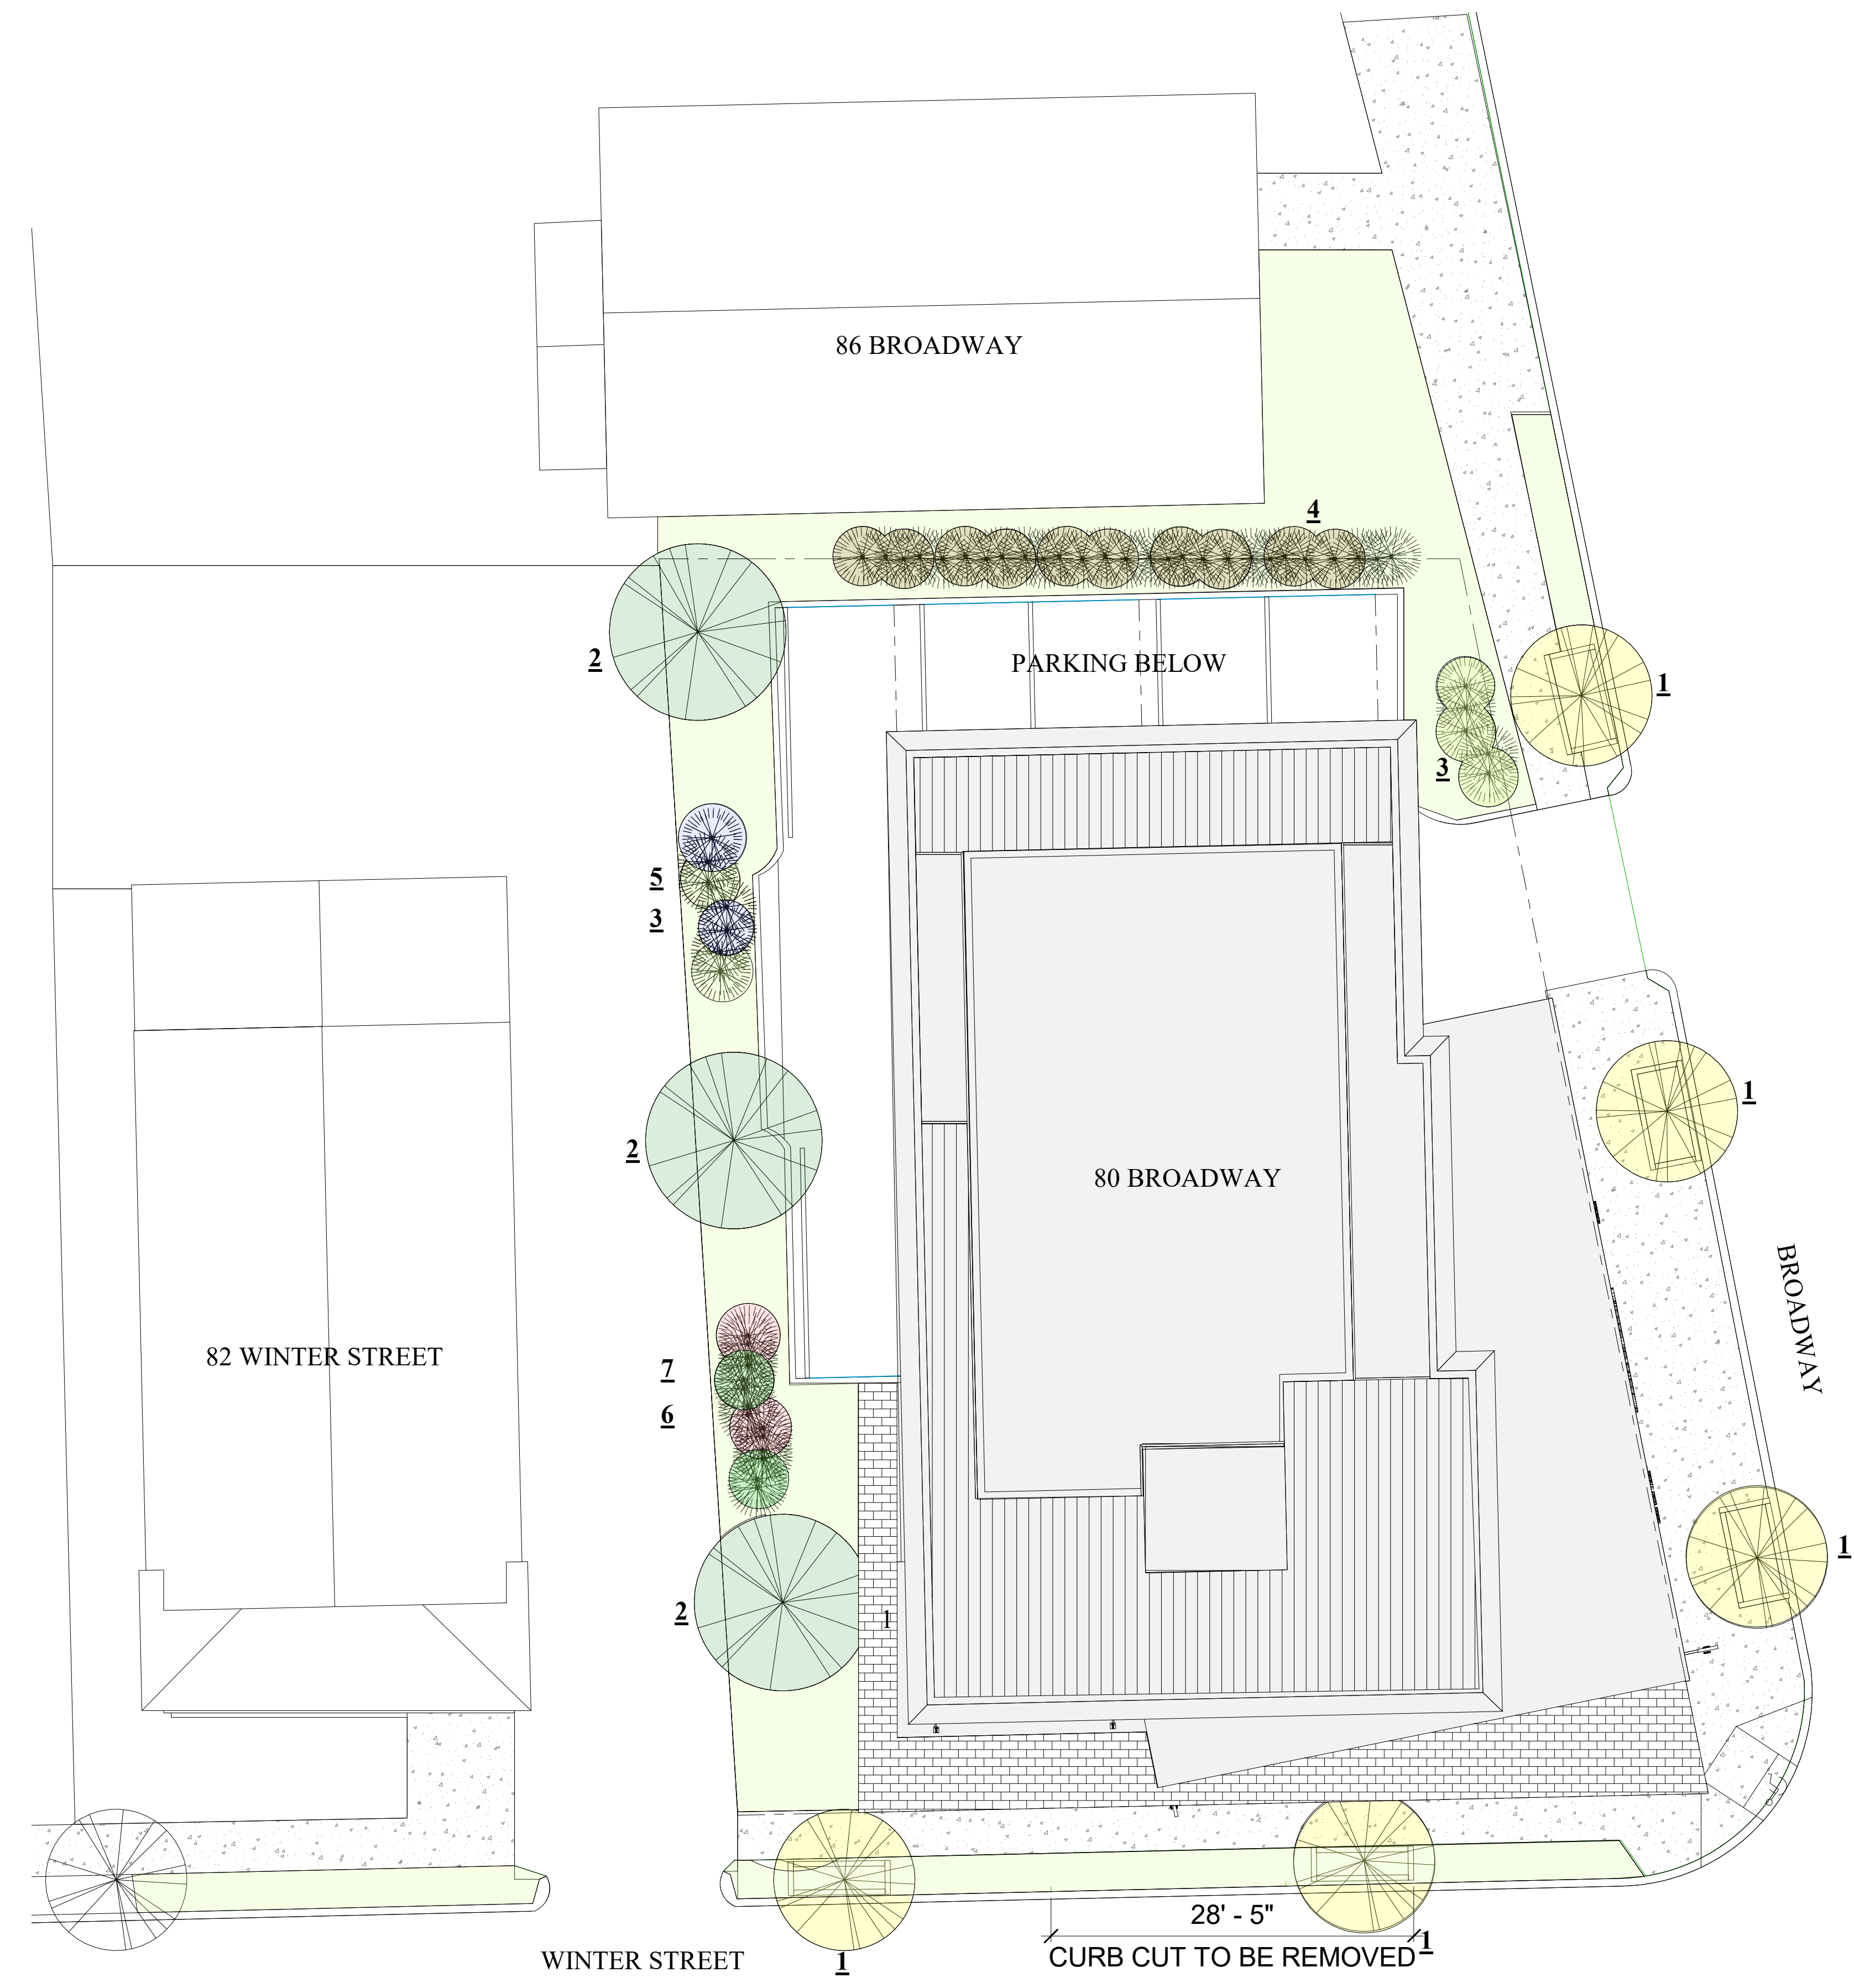 86 BROADWAY
4
2
PARKING BELOW
1
3
5
3
1
2
80 BROADWAY
BROADWAY
82 WINTER STREET
7
6
1
2
1
28' - 5"
CURB CUT TO BE REMOVED
1
WINTER STREET
1